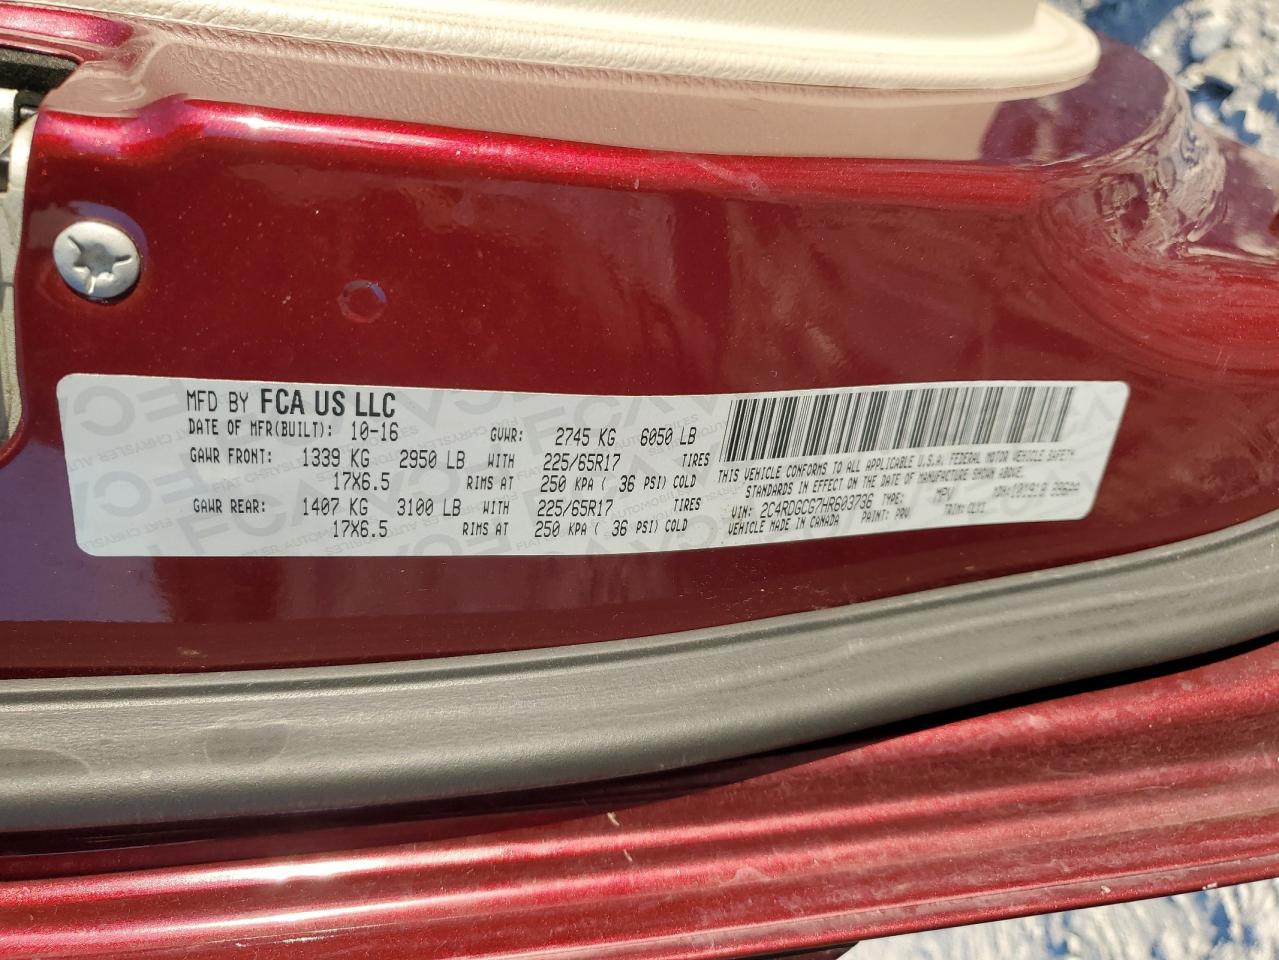 MFD BY FCA US LLC
DATE OF MFR(BUILT): 10-16 GVWR: 2745 KG 6050 LB
GAWR FRONT: 1339 KG 2950 LB WITH 225/65R17 TIRES
17X6.5 RIMS AT 250 KPA ( 36 PSI) COLD
GAWR REAR: 1407 KG 3100 LB WITH 225/65R17 TIRES
17X6.5 RIMS AT 250 KPA ( 36 PSI) COLD
THIS VEHICLE CONFORMS TO ALL APPLICABLE U.S.A. FEDERAL MOTOR VEHICLE SAFETY
STANDARDS IN EFFECT ON THE DATE OF MANUFACTURE SHOWN ABOVE.
VIN: 2C4RDGCG7HR603736 TYPE: MPV MDH:
VEHICLE MADE IN CANADA PAINT: PRV TRIM: